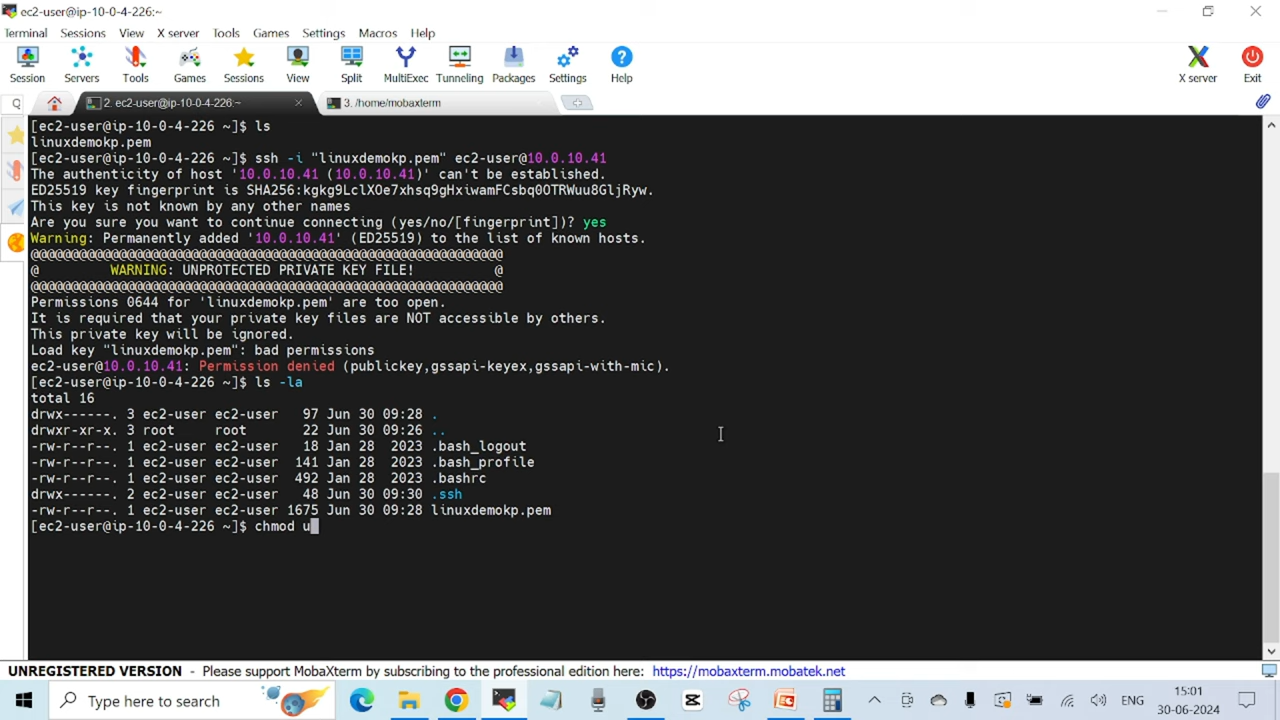 ec2-user@ip-10-0-4-226:~
Terminal Sessions View X server Tools Games Settings Macros Help
Session Servers Tools Games Sessions View Split MultiExec Tunneling Packages Settings Help X server Exit
2. ec2-user@ip-10-0-4-226:~ 3. /home/mobaxterm
[ec2-user@ip-10-0-4-226 ~]$ ls
linuxdemokp.pem
[ec2-user@ip-10-0-4-226 ~]$ ssh -i "linuxdemokp.pem" ec2-user@10.0.10.41
The authenticity of host '10.0.10.41 (10.0.10.41)' can't be established.
ED25519 key fingerprint is SHA256:kgkg9LclXOe7xhsq9gHxiwamFCsbq0OTRWuu8GljRyw.
This key is not known by any other names
Are you sure you want to continue connecting (yes/no/[fingerprint])? yes
Warning: Permanently added '10.0.10.41' (ED25519) to the list of known hosts.
@@@@@@@@@@@@@@@@@@@@@@@@@@@@@@@@@@@@@@@@@@@@@@@@@@@@@@@@@@@
@ WARNING: UNPROTECTED PRIVATE KEY FILE! @
@@@@@@@@@@@@@@@@@@@@@@@@@@@@@@@@@@@@@@@@@@@@@@@@@@@@@@@@@@@
Permissions 0644 for 'linuxdemokp.pem' are too open.
It is required that your private key files are NOT accessible by others.
This private key will be ignored.
Load key "linuxdemokp.pem": bad permissions
ec2-user@10.0.10.41: Permission denied (publickey,gssapi-keyex,gssapi-with-mic).
[ec2-user@ip-10-0-4-226 ~]$ ls -la
total 16
drwx------. 3 ec2-user ec2-user 97 Jun 30 09:28 .
drwxr-xr-x. 3 root root 22 Jun 30 09:26 ..
-rw-r--r--. 1 ec2-user ec2-user 18 Jan 28 2023 .bash_logout
-rw-r--r--. 1 ec2-user ec2-user 141 Jan 28 2023 .bash_profile
-rw-r--r--. 1 ec2-user ec2-user 492 Jan 28 2023 .bashrc
drwx------. 2 ec2-user ec2-user 48 Jun 30 09:30 .ssh
-rw-r--r--. 1 ec2-user ec2-user 1675 Jun 30 09:28 linuxdemokp.pem
[ec2-user@ip-10-0-4-226 ~]$ chmod u
UNREGISTERED VERSION - Please support MobaXterm by subscribing to the professional edition here: https://mobaxterm.mobatek.net
Type here to search ENG 15:01
30-06-2024